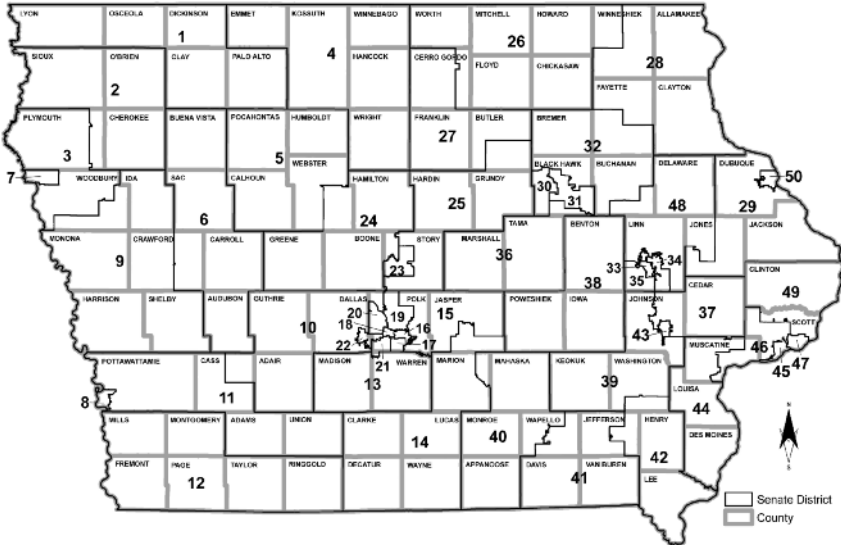 LYON OSCEOLA DICKINSON EMMET KOSSUTH WINNEBAGO WORTH MITCHELL HOWARD WINNESHIEK ALLAMAKEE
1 4 26
SIOUX O'BRIEN CLAY PALO ALTO HANCOCK CERRO GORDO FLOYD CHICKASAW 28
2 FAYETTE CLAYTON
PLYMOUTH CHEROKEE BUENA VISTA POCAHONTAS HUMBOLDT WRIGHT FRANKLIN BUTLER BREMER
3 5 27 32
WEBSTER BLACK HAWK BUCHANAN DELAWARE DUBUQUE
7 WOODBURY IDA SAC CALHOUN HAMILTON HARDIN GRUNDY 30 50
6 24 25 31 48 29
MONONA CRAWFORD CARROLL GREENE BOONE STORY MARSHALL TAMA BENTON LINN JONES JACKSON
9 23 36 38 33 34 35
CLINTON
HARRISON SHELBY AUDUBON GUTHRIE DALLAS POLK JASPER POWESHIEK IOWA JOHNSON CEDAR 49
10 20 19 15 37
18 16 43 SCOTT
22 17 MUSCATINE 46
21 45 47
POTTAWATTAMIE CASS ADAIR MADISON WARREN MARION MAHASKA KEOKUK WASHINGTON
8 11 13 39 LOUISA
44
MILLS MONTGOMERY ADAMS UNION CLARKE LUCAS MONROE WAPELLO JEFFERSON HENRY DES MOINES
14 40 42
FREMONT PAGE TAYLOR RINGGOLD DECATUR WAYNE APPANOOSE DAVIS VAN BUREN LEE
12 41
N
S
Senate District
County